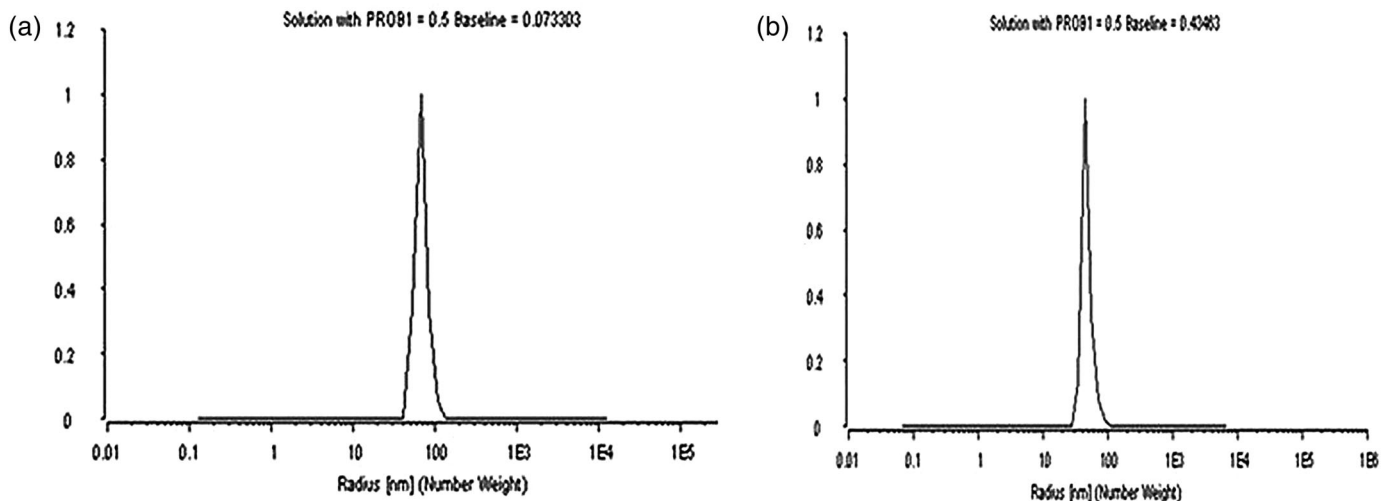 (a)
Solution with PROB1 = 0.5 Baseline = 0.073303
1.2
1
0.8
0.6
0.4
0.2
0
0.01 0.1 1 10 100 1E3 1E4 1E5
Radius [nm] (Number Weight)
(b)
Solution with PROB1 = 0.5 Baseline = 0.43463
1.2
1
0.8
0.6
0.4
0.2
0
0.01 0.1 1 10 100 1E3 1E5 1E5 1E6
Radius [nm] (Number Weight)